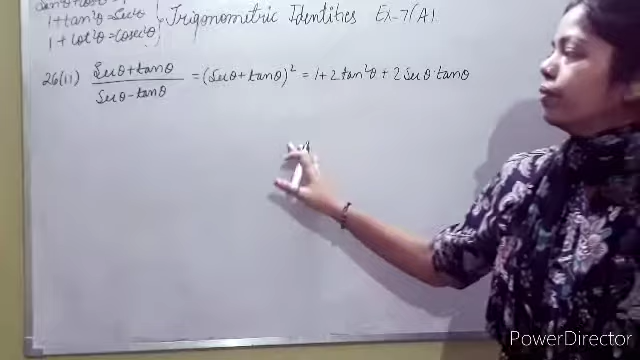 1+tan²θ=Sec²θ
1+cot²θ=Cosec²θ
Trigonometric Identities Ex-7(A).
26(ii) Secθ+tanθ / Secθ-tanθ = (Secθ+tanθ)² = 1+2tan²θ+2Secθ·tanθ
PowerDirector